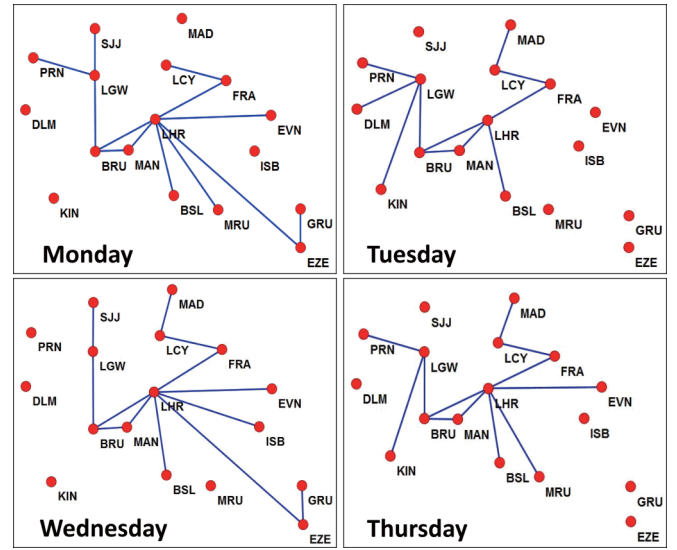 SJJ
MAD
PRN
LCY
LGW
FRA
DLM
EVN
LHR
BRU
MAN
ISB
KIN
BSL
MRU
GRU
Monday
EZE
MAD
SJJ
PRN
LCY
LGW
FRA
DLM
EVN
LHR
BRU
MAN
ISB
KIN
BSL
MRU
GRU
Tuesday
EZE
MAD
SJJ
PRN
LCY
LGW
FRA
DLM
EVN
LHR
BRU
MAN
ISB
KIN
BSL
MRU
GRU
Wednesday
EZE
MAD
SJJ
PRN
LCY
LGW
FRA
DLM
EVN
LHR
BRU
MAN
ISB
KIN
BSL
MRU
GRU
Thursday
EZE